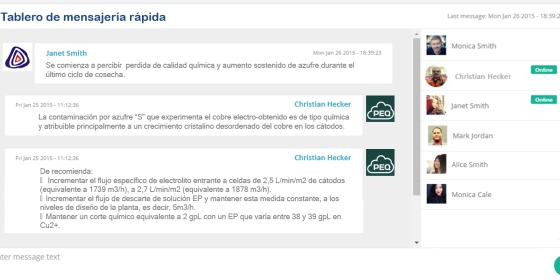 Tablero de mensajería rápida
Last message: Mon Jan 26 2015 - 18:39:2
Janet Smith
Mon Jan 26 2015 - 18:39:23
Se comienza a percibir perdida de calidad química y aumento sostenido de azufre durante el
último ciclo de cosecha.
Fri Jan 25 2015 - 11:12:36
Christian Hecker
La contaminación por azufre “S” que experimenta el cobre electro-obtenido es de tipo química
y atribuible principalmente a un crecimiento cristalino desordenado del cobre en los cátodos.
PEQ
Fri Jan 25 2015 - 11:12:36
Christian Hecker
De recomienda:
Incrementar el flujo específico de electrolito entrante a celdas de 2,5 L/min/m2 de cátodos
(equivalente a 1739 m3/h), a 2,7 L/min/m2 (equivalente a 1878 m3/h).
Incrementar el flujo de descarte de solución EP y mantener esta medida constante, a los
niveles de diseño de la planta, es decir, 5m3/h.
Mantener un corte químico equivalente a 2 gpL con un EP que varía entre 38 y 39 gpL en
Cu2+.
PEQ
nter message text
Monica Smith
Christian Hecker
Online
Janet Smith
Online
Mark Jordan
Alice Smith
Monica Cale